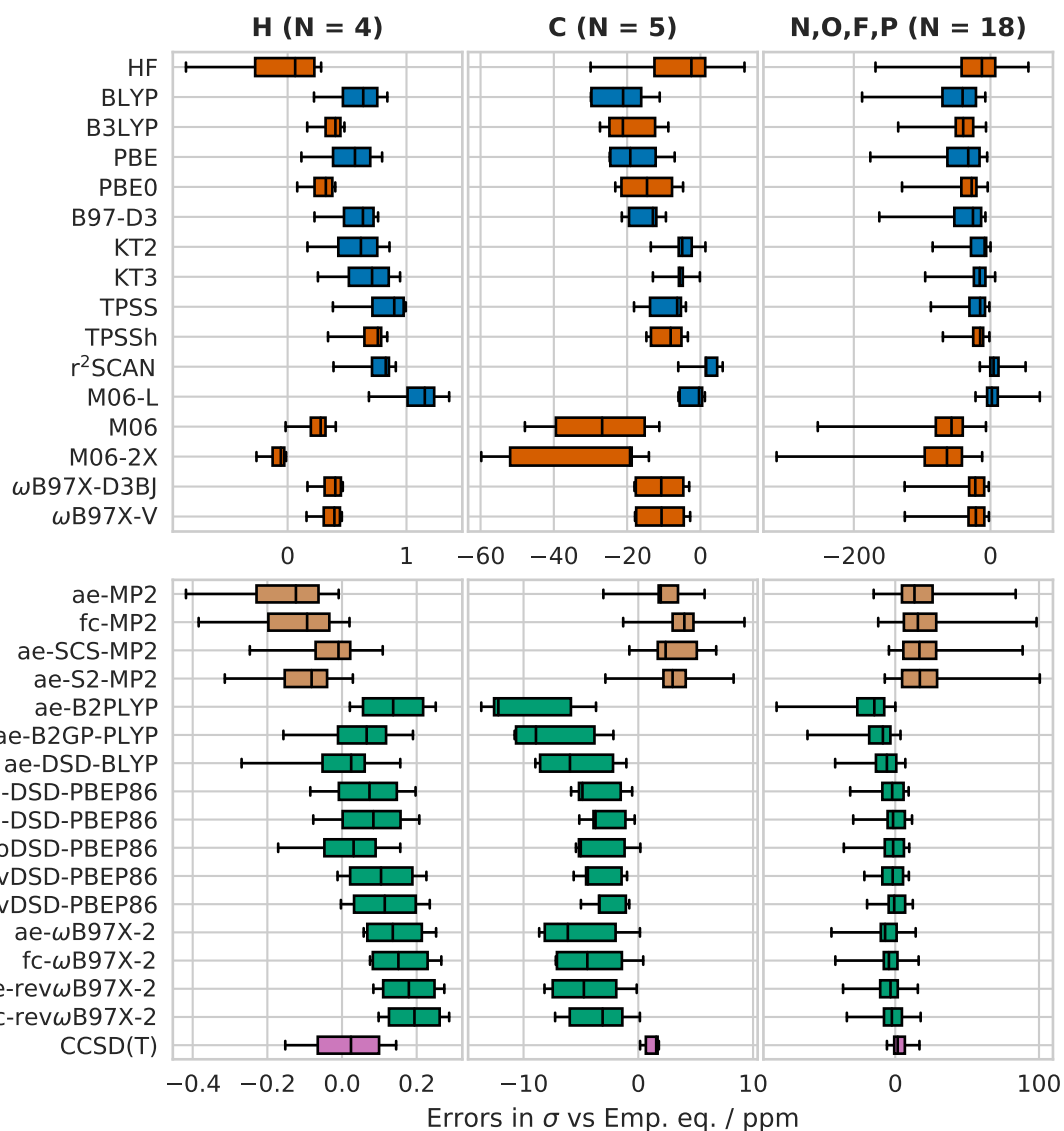 H (N = 4) C (N = 5) N,O,F,P (N = 18)
HF
BLYP
B3LYP
PBE
PBE0
B97-D3
KT2
KT3
TPSS
TPSSh
r²SCAN
M06-L
M06
M06-2X
ωB97X-D3BJ
ωB97X-V
0 1 −60 −40 −20 0 −200 0
ae-MP2
fc-MP2
ae-SCS-MP2
ae-S2-MP2
ae-B2PLYP
ae-B2GP-PLYP
ae-DSD-BLYP
-DSD-PBEP86
-DSD-PBEP86
oDSD-PBEP86
vDSD-PBEP86
vDSD-PBEP86
ae-ωB97X-2
fc-ωB97X-2
e-revωB97X-2
c-revωB97X-2
CCSD(T)
−0.4 −0.2 0.0 0.2 −10 0 10 0 100
Errors in σ vs Emp. eq. / ppm